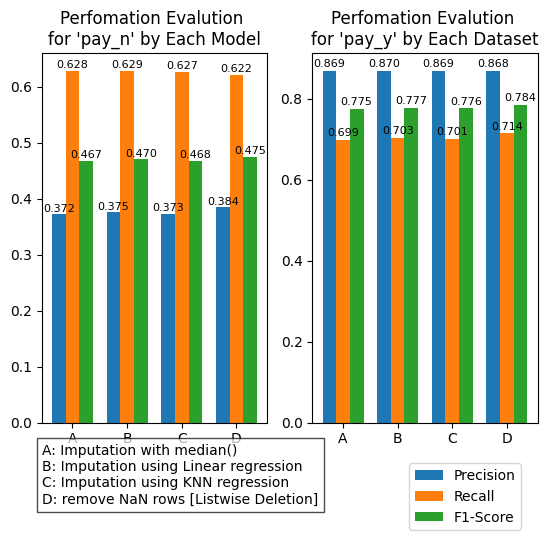 Perfomation Evalution
for 'pay_n' by Each Model
0.6
0.5
0.4
0.3
0.2
0.1
0.0
0.372
0.628
0.467
0.375
0.629
0.470
0.373
0.627
0.468
0.384
0.622
0.475
A
B
C
D
Perfomation Evalution
for 'pay_y' by Each Dataset
0.8
0.6
0.4
0.2
0.0
0.869
0.699
0.775
0.870
0.703
0.777
0.869
0.701
0.776
0.868
0.714
0.784
A
B
C
D
A: Imputation with median()
B: Imputation using Linear regression
C: Imputation using KNN regression
D: remove NaN rows [Listwise Deletion]
Precision
Recall
F1-Score